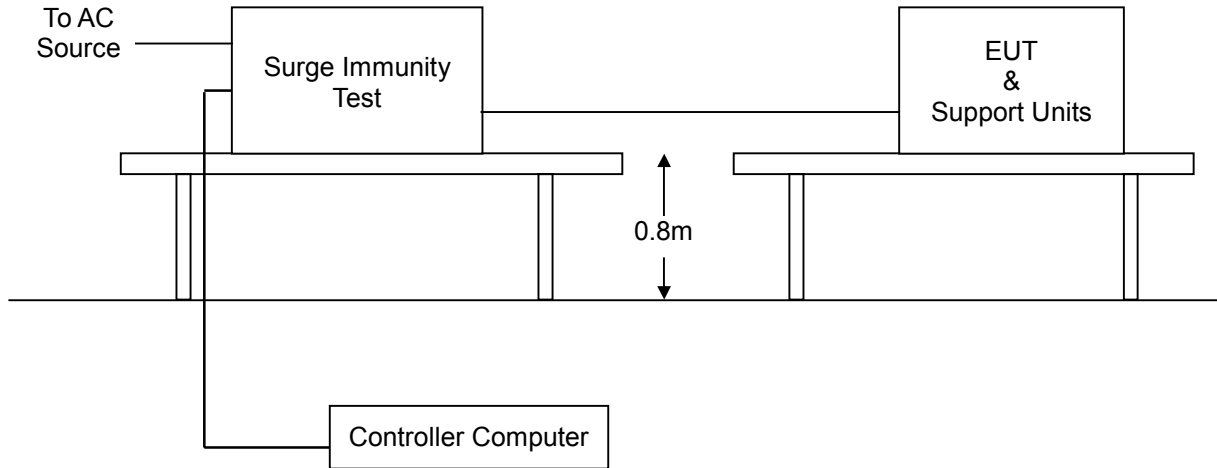 To AC
Source
Surge Immunity
Test
EUT
&
Support Units
0.8m
Controller Computer